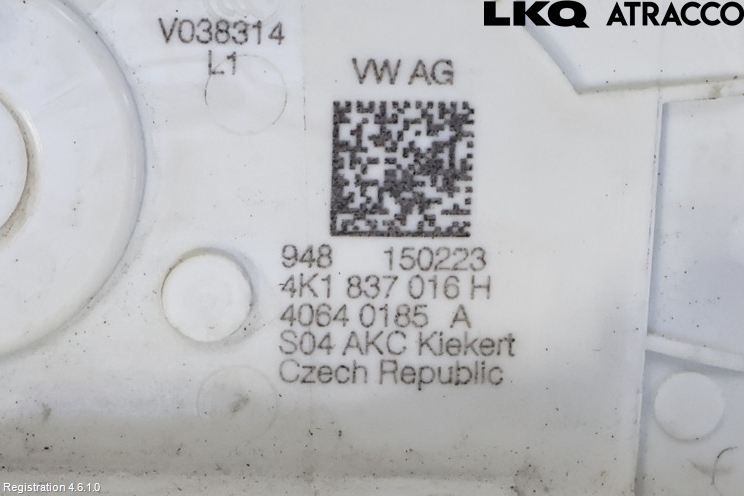 LKQ ATRACCO
V038314
L1
VW AG
948 150223
4K1 837 016 H
4064 0185 A
S04 AKC Kiekert
Czech Republic
Registration 4.6.1.0